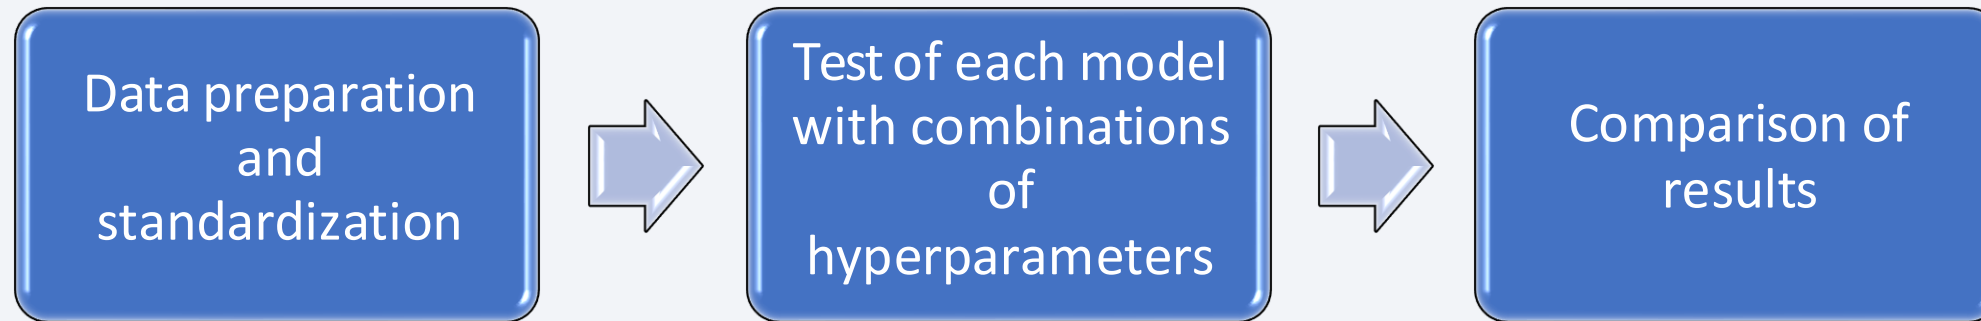 Data preparation
and
standardization
Test of each model
with combinations
of
hyperparameters
Comparison of
results